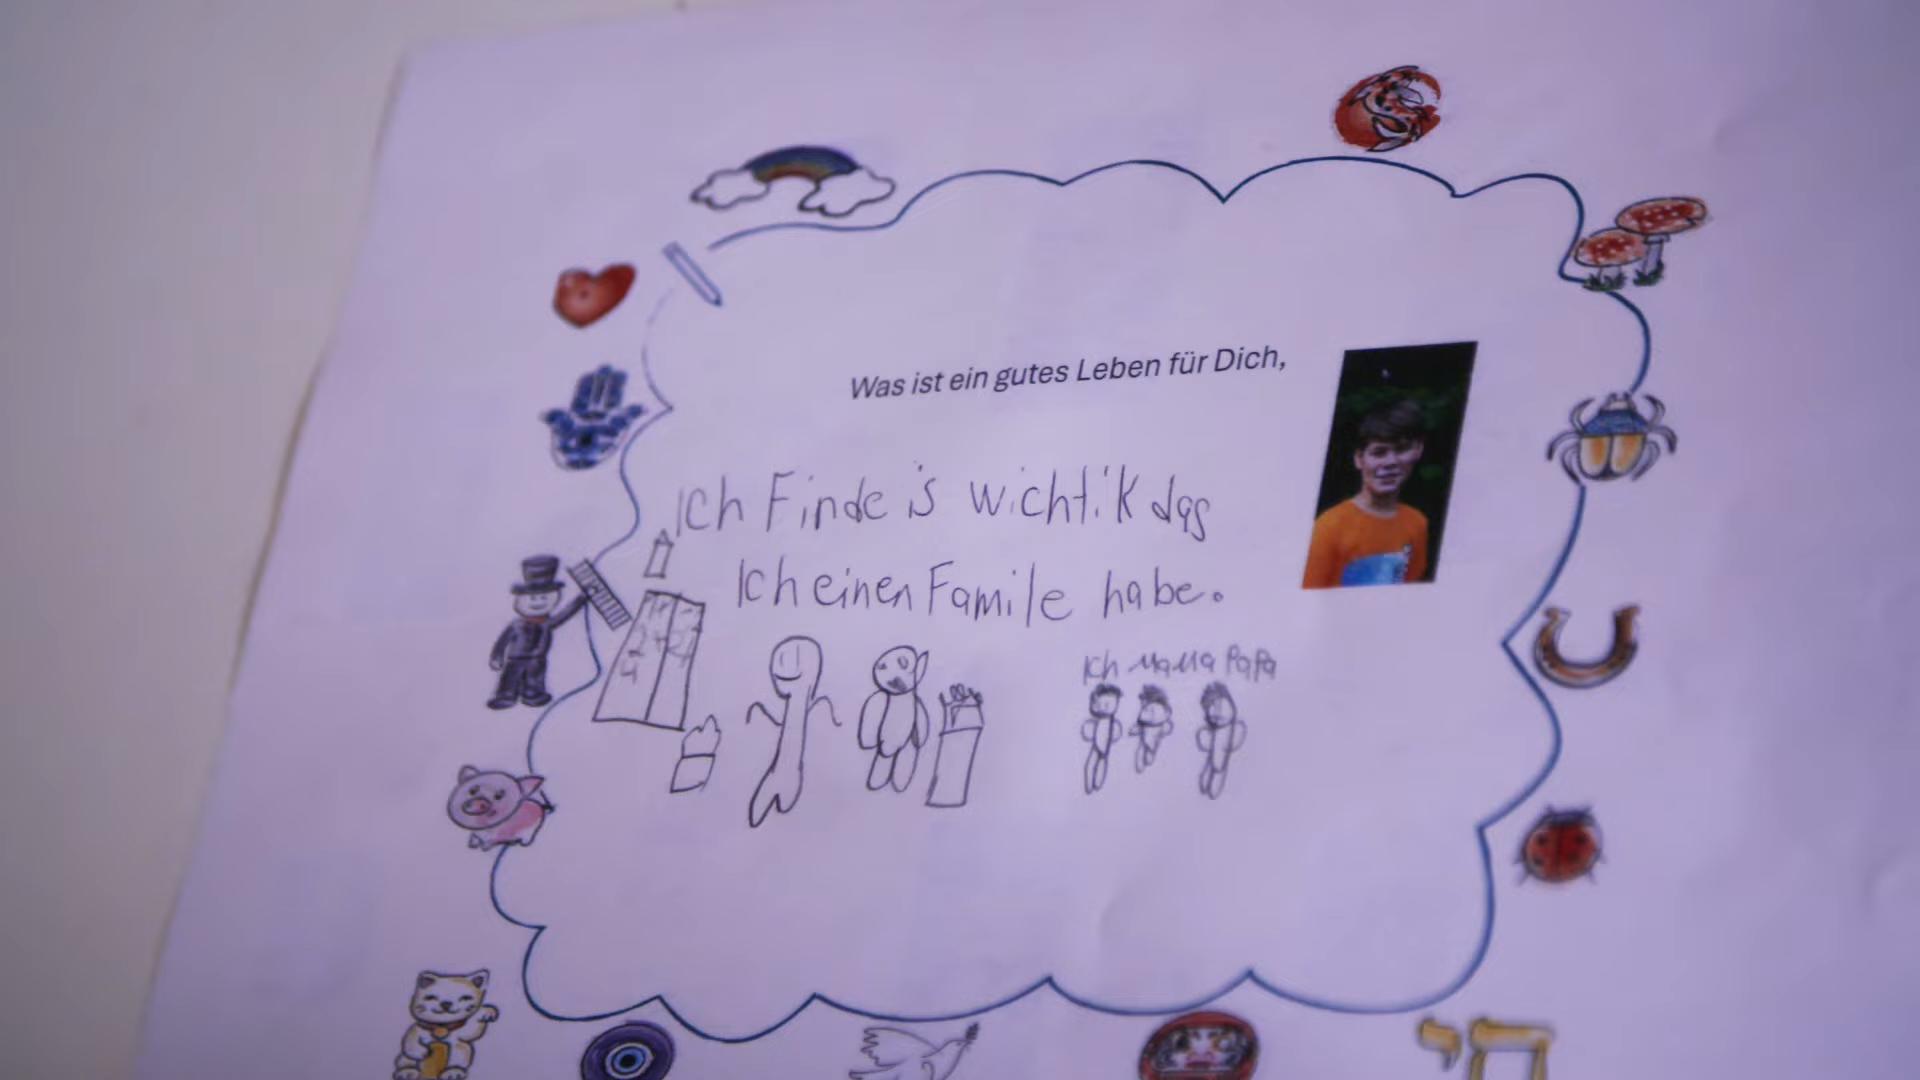 Was ist ein gutes Leben für Dich,
Ich Finde is wichtik das
Ich einen Famile habe.
Ich Mama Papa
חי